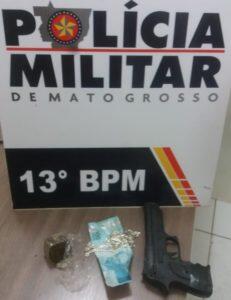 POLÍCIA
MILITAR
DE MATO GROSSO
13° BPM